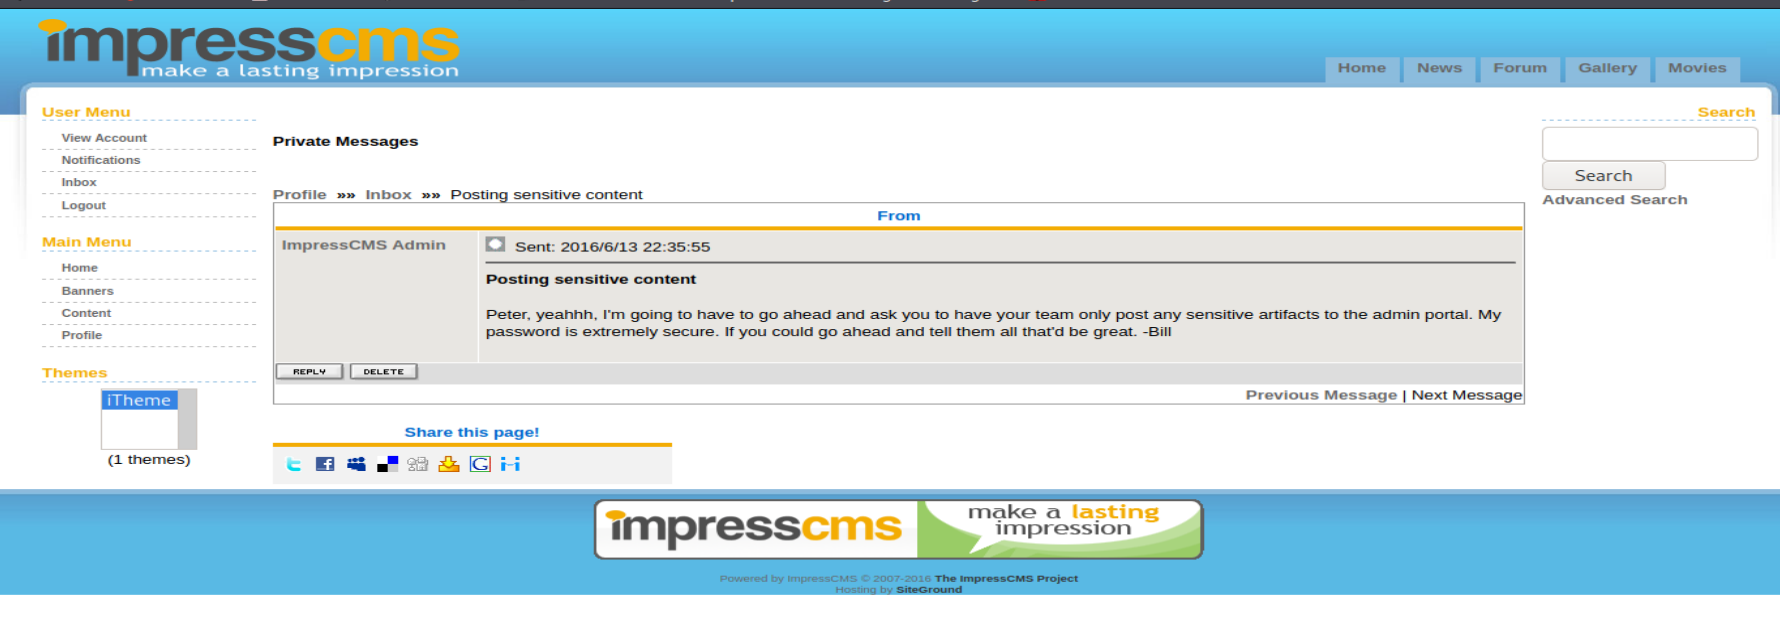 impresscms
make a lasting impression
Home News Forum Gallery Movies
User Menu
View Account
Notifications
Inbox
Logout
Main Menu
Home
Banners
Content
Profile
Themes
iTheme
(1 themes)
Private Messages
Profile »» Inbox »» Posting sensitive content
From
ImpressCMS Admin
Sent: 2016/6/13 22:35:55
Posting sensitive content
Peter, yeahhh, I'm going to have to go ahead and ask you to have your team only post any sensitive artifacts to the admin portal. My
password is extremely secure. If you could go ahead and tell them all that'd be great. -Bill
REPLY DELETE
Previous Message | Next Message
Share this page!
Search
Search
Advanced Search
impresscms
make a lasting
impression
Powered by ImpressCMS © 2007-2016 The ImpressCMS Project
Hosting by SiteGround